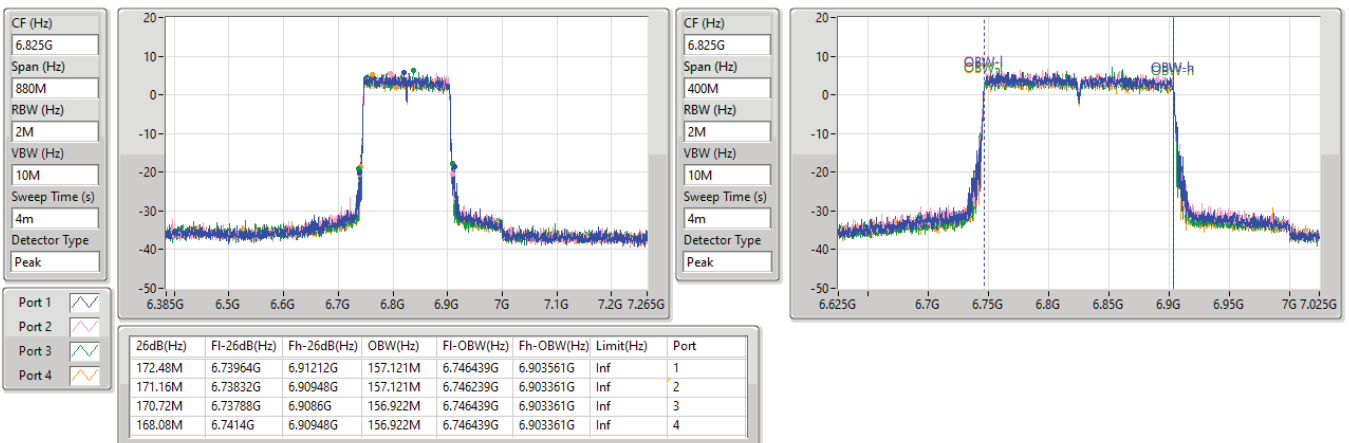 CF (Hz)
6.825G
Span (Hz)
880M
RBW (Hz)
2M
VBW (Hz)
10M
Sweep Time (s)
4m
Detector Type
Peak
20
10
0
-10
-20
-30
-40
-50
6.385G 6.5G 6.6G 6.7G 6.8G 6.9G 7G 7.1G 7.2G 7.265G
CF (Hz)
6.825G
Span (Hz)
400M
RBW (Hz)
2M
VBW (Hz)
10M
Sweep Time (s)
4m
Detector Type
Peak
20
10
0
-10
-20
-30
-40
-50
OBW-l
OBW-h
6.625G 6.7G 6.75G 6.8G 6.85G 6.9G 6.95G 7G 7.025G
Port 1
Port 2
Port 3
Port 4
26dB(Hz) Fl-26dB(Hz) Fh-26dB(Hz) OBW(Hz) Fl-OBW(Hz) Fh-OBW(Hz) Limit(Hz) Port
172.48M 6.73964G 6.91212G 157.121M 6.746439G 6.903561G Inf 1
171.16M 6.73832G 6.90948G 157.121M 6.746239G 6.903361G Inf 2
170.72M 6.73788G 6.9086G 156.922M 6.746439G 6.903361G Inf 3
168.08M 6.7414G 6.90948G 156.922M 6.746439G 6.903361G Inf 4